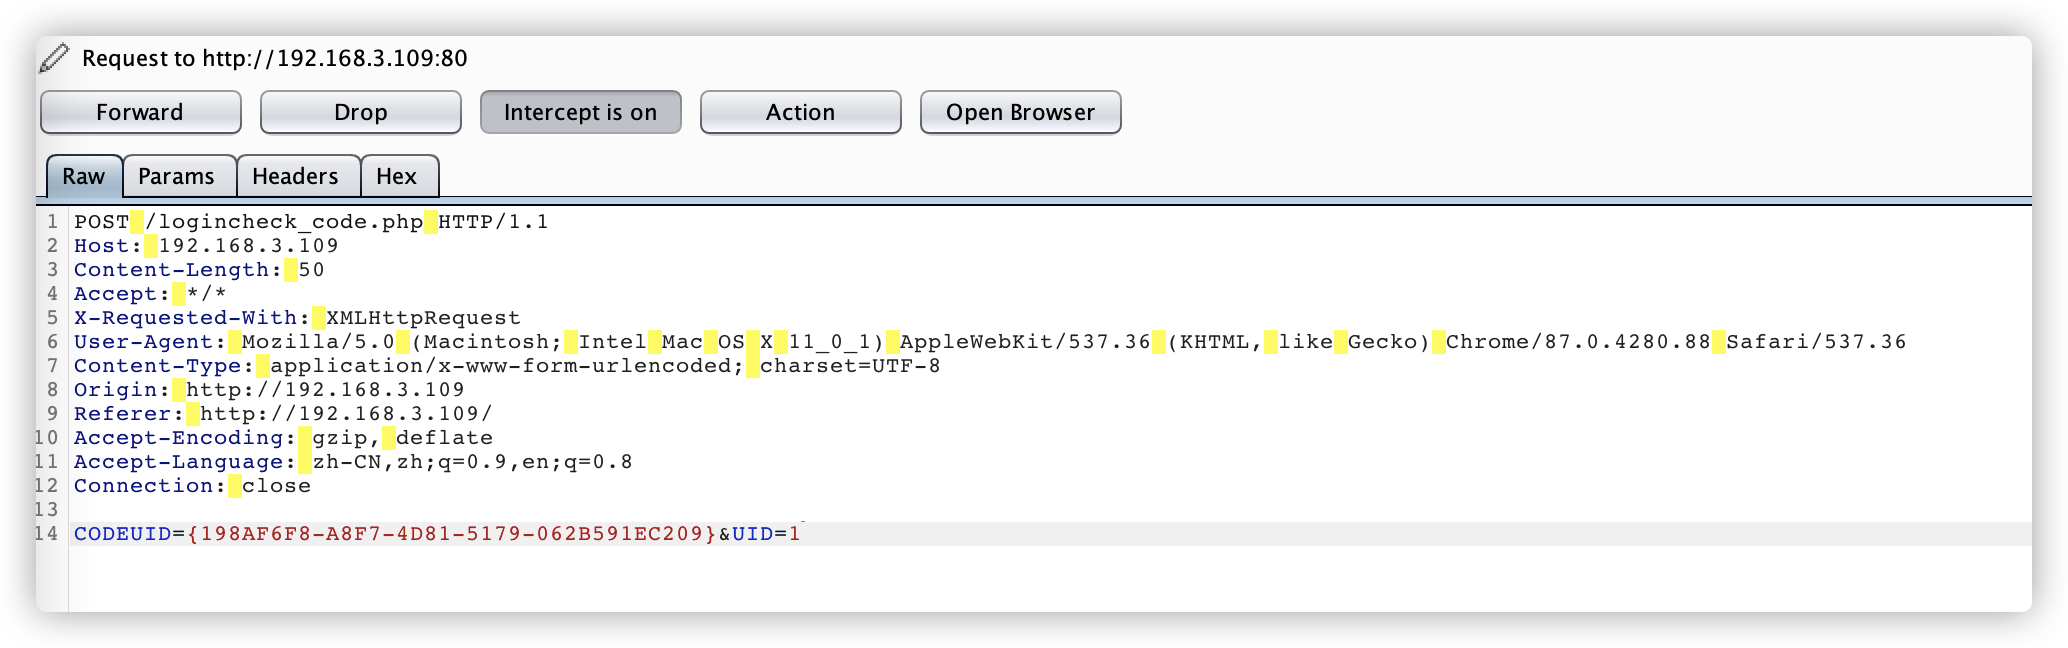 Request to http://192.168.3.109:80
Forward Drop Intercept is on Action Open Browser
Raw Params Headers Hex
1 POST /logincheck_code.php HTTP/1.1
2 Host: 192.168.3.109
3 Content-Length: 50
4 Accept: */*
5 X-Requested-With: XMLHttpRequest
6 User-Agent: Mozilla/5.0 (Macintosh; Intel Mac OS X 11_0_1) AppleWebKit/537.36 (KHTML, like Gecko) Chrome/87.0.4280.88 Safari/537.36
7 Content-Type: application/x-www-form-urlencoded; charset=UTF-8
8 Origin: http://192.168.3.109
9 Referer: http://192.168.3.109/
10 Accept-Encoding: gzip, deflate
11 Accept-Language: zh-CN,zh;q=0.9,en;q=0.8
12 Connection: close
13
14 CODEUID={198AF6F8-A8F7-4D81-5179-062B591EC209}&UID=1